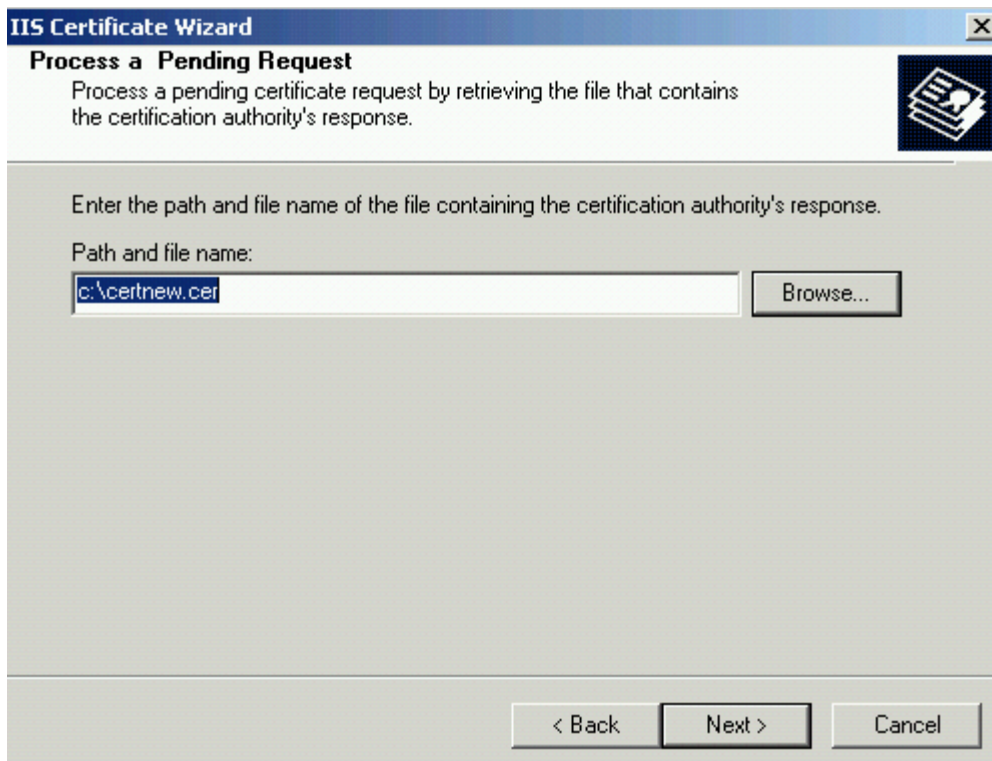 IIS Certificate Wizard
Process a  Pending Request
Process a pending certificate request by retrieving the file that contains
the certification authority's response.
Enter the path and file name of the file containing the certification authority's response.
Path and file name:
c:\certnew.cer
Browse...
< Back
Next >
Cancel